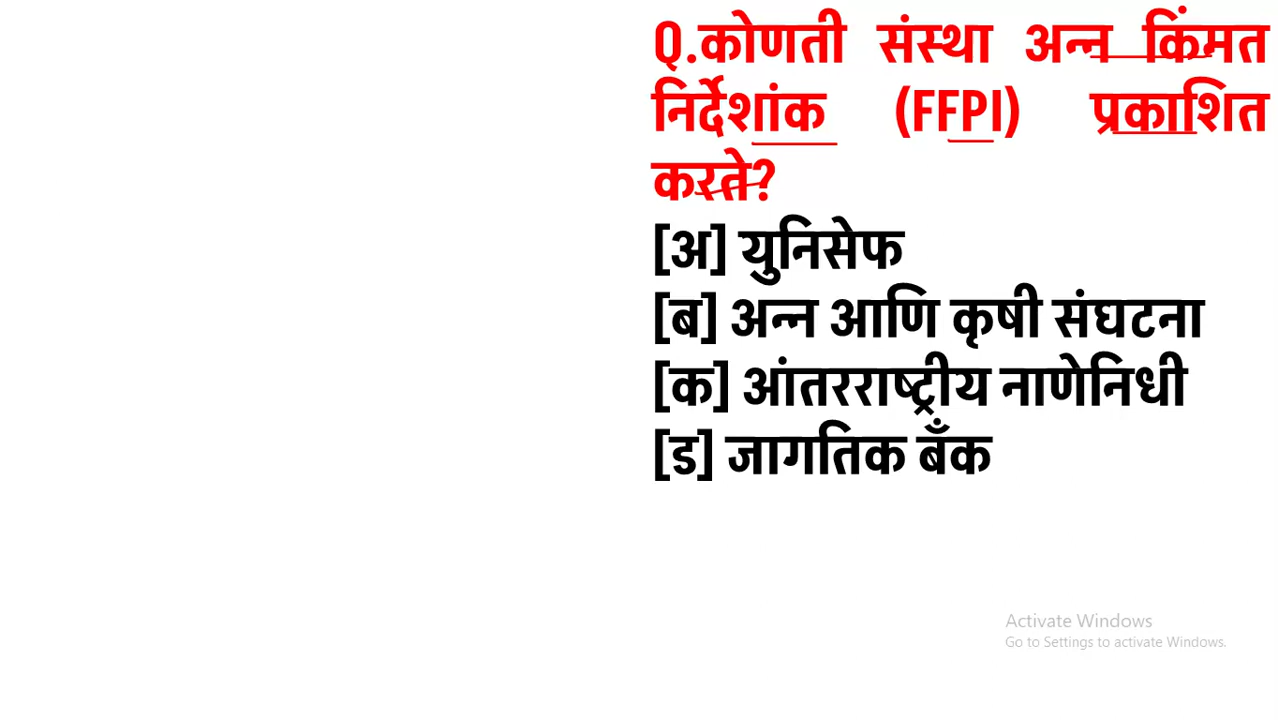 Q.कोणती संस्था अन्न किंमत
निर्देशांक (FFPI) प्रकाशित
करते?
[अ] युनिसेफ
[ब] अन्न आणि कृषी संघटना
[क] आंतरराष्ट्रीय नाणेनिधी
[ड] जागतिक बँक
Activate Windows
Go to Settings to activate Windows.